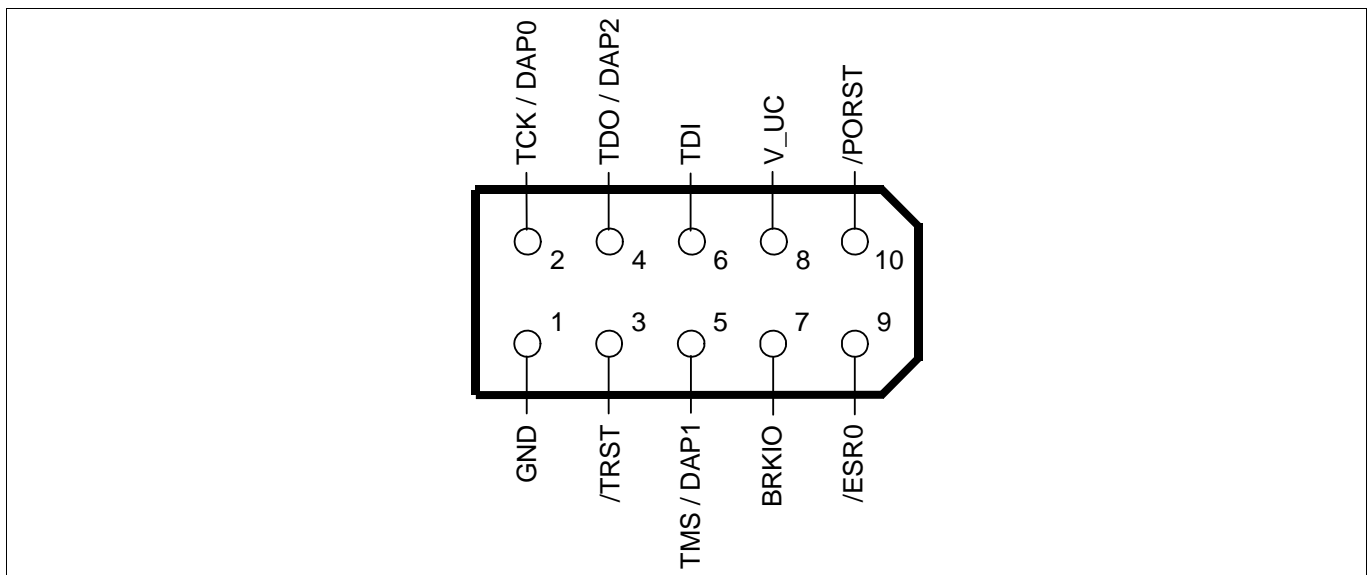 TCK / DAP0
TDO / DAP2
TDI
V_UC
/PORST
2
4
6
8
10
1
3
5
7
9
GND
/TRST
TMS / DAP1
BRKIO
/ESR0